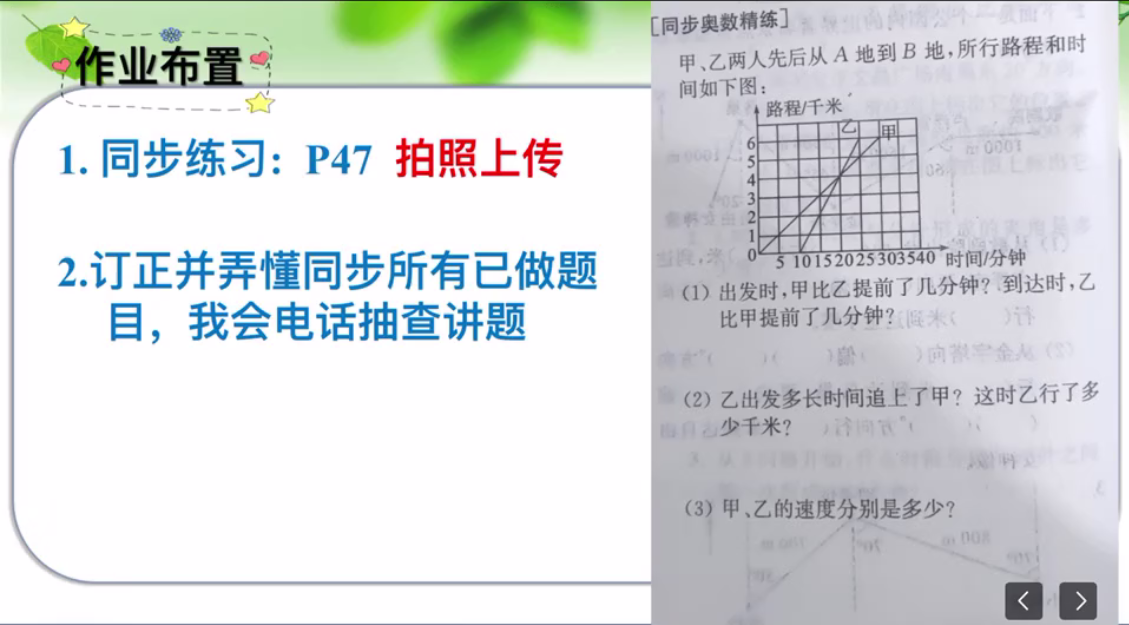 作业布置
1. 同步练习：P47 拍照上传
2.订正并弄懂同步所有已做题
目，我会电话抽查讲题
[同步奥数精练]
甲、乙两人先后从 A 地到 B 地，所行路程和时
间如下图：
路程/千米
乙 甲
6
5
4
3
2
1
0 5 10 15 20 25 30 35 40 时间/分钟
（1）出发时，甲比乙提前了几分钟？到达时，乙
比甲提前了几分钟？
（2）乙出发多长时间追上了甲？这时乙行了多
少千米？
（3）甲、乙的速度分别是多少？